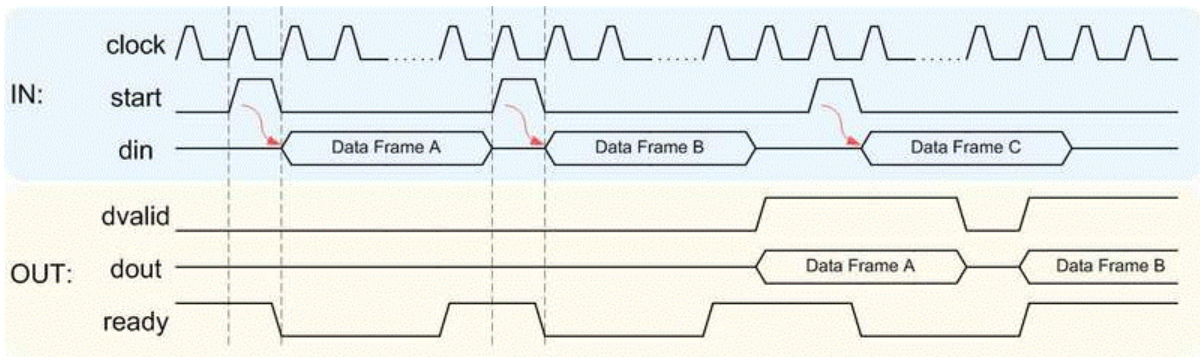 clock
IN:
start
din
Data Frame A
Data Frame B
Data Frame C
dvalid
OUT:
dout
Data Frame A
Data Frame B
ready